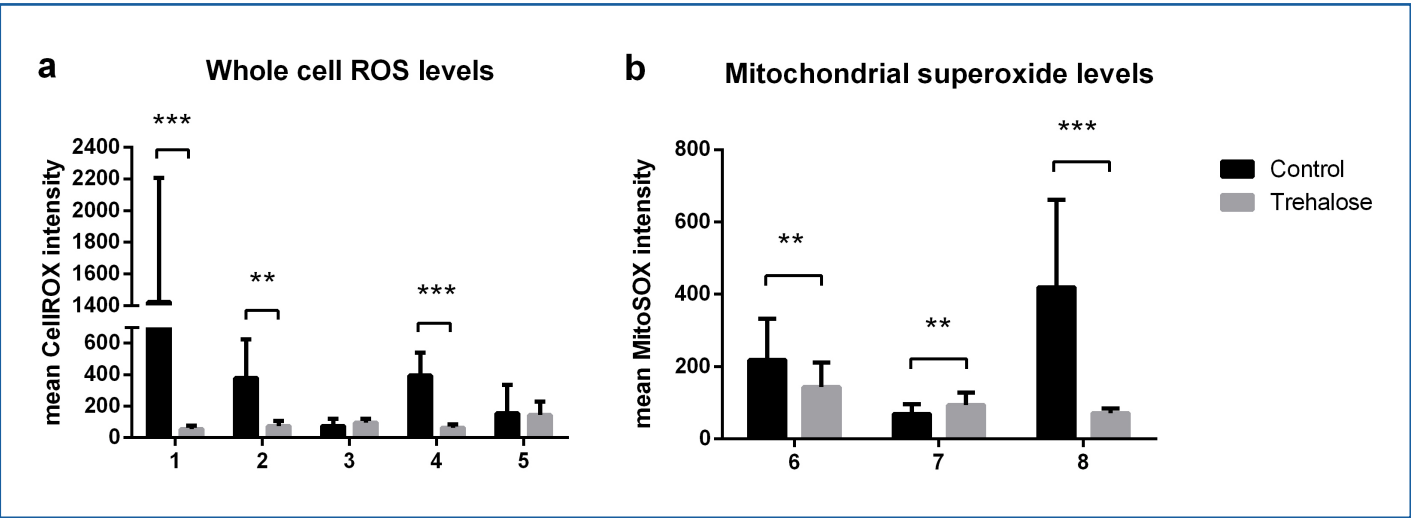 a
Whole cell ROS levels
mean CellROX intensity
2400
2200
2000
1800
1600
1400
600
400
200
0
***
**
***
1 2 3 4 5
b
Mitochondrial superoxide levels
mean MitoSOX intensity
800
600
400
200
0
**
**
***
6 7 8
Control
Trehalose